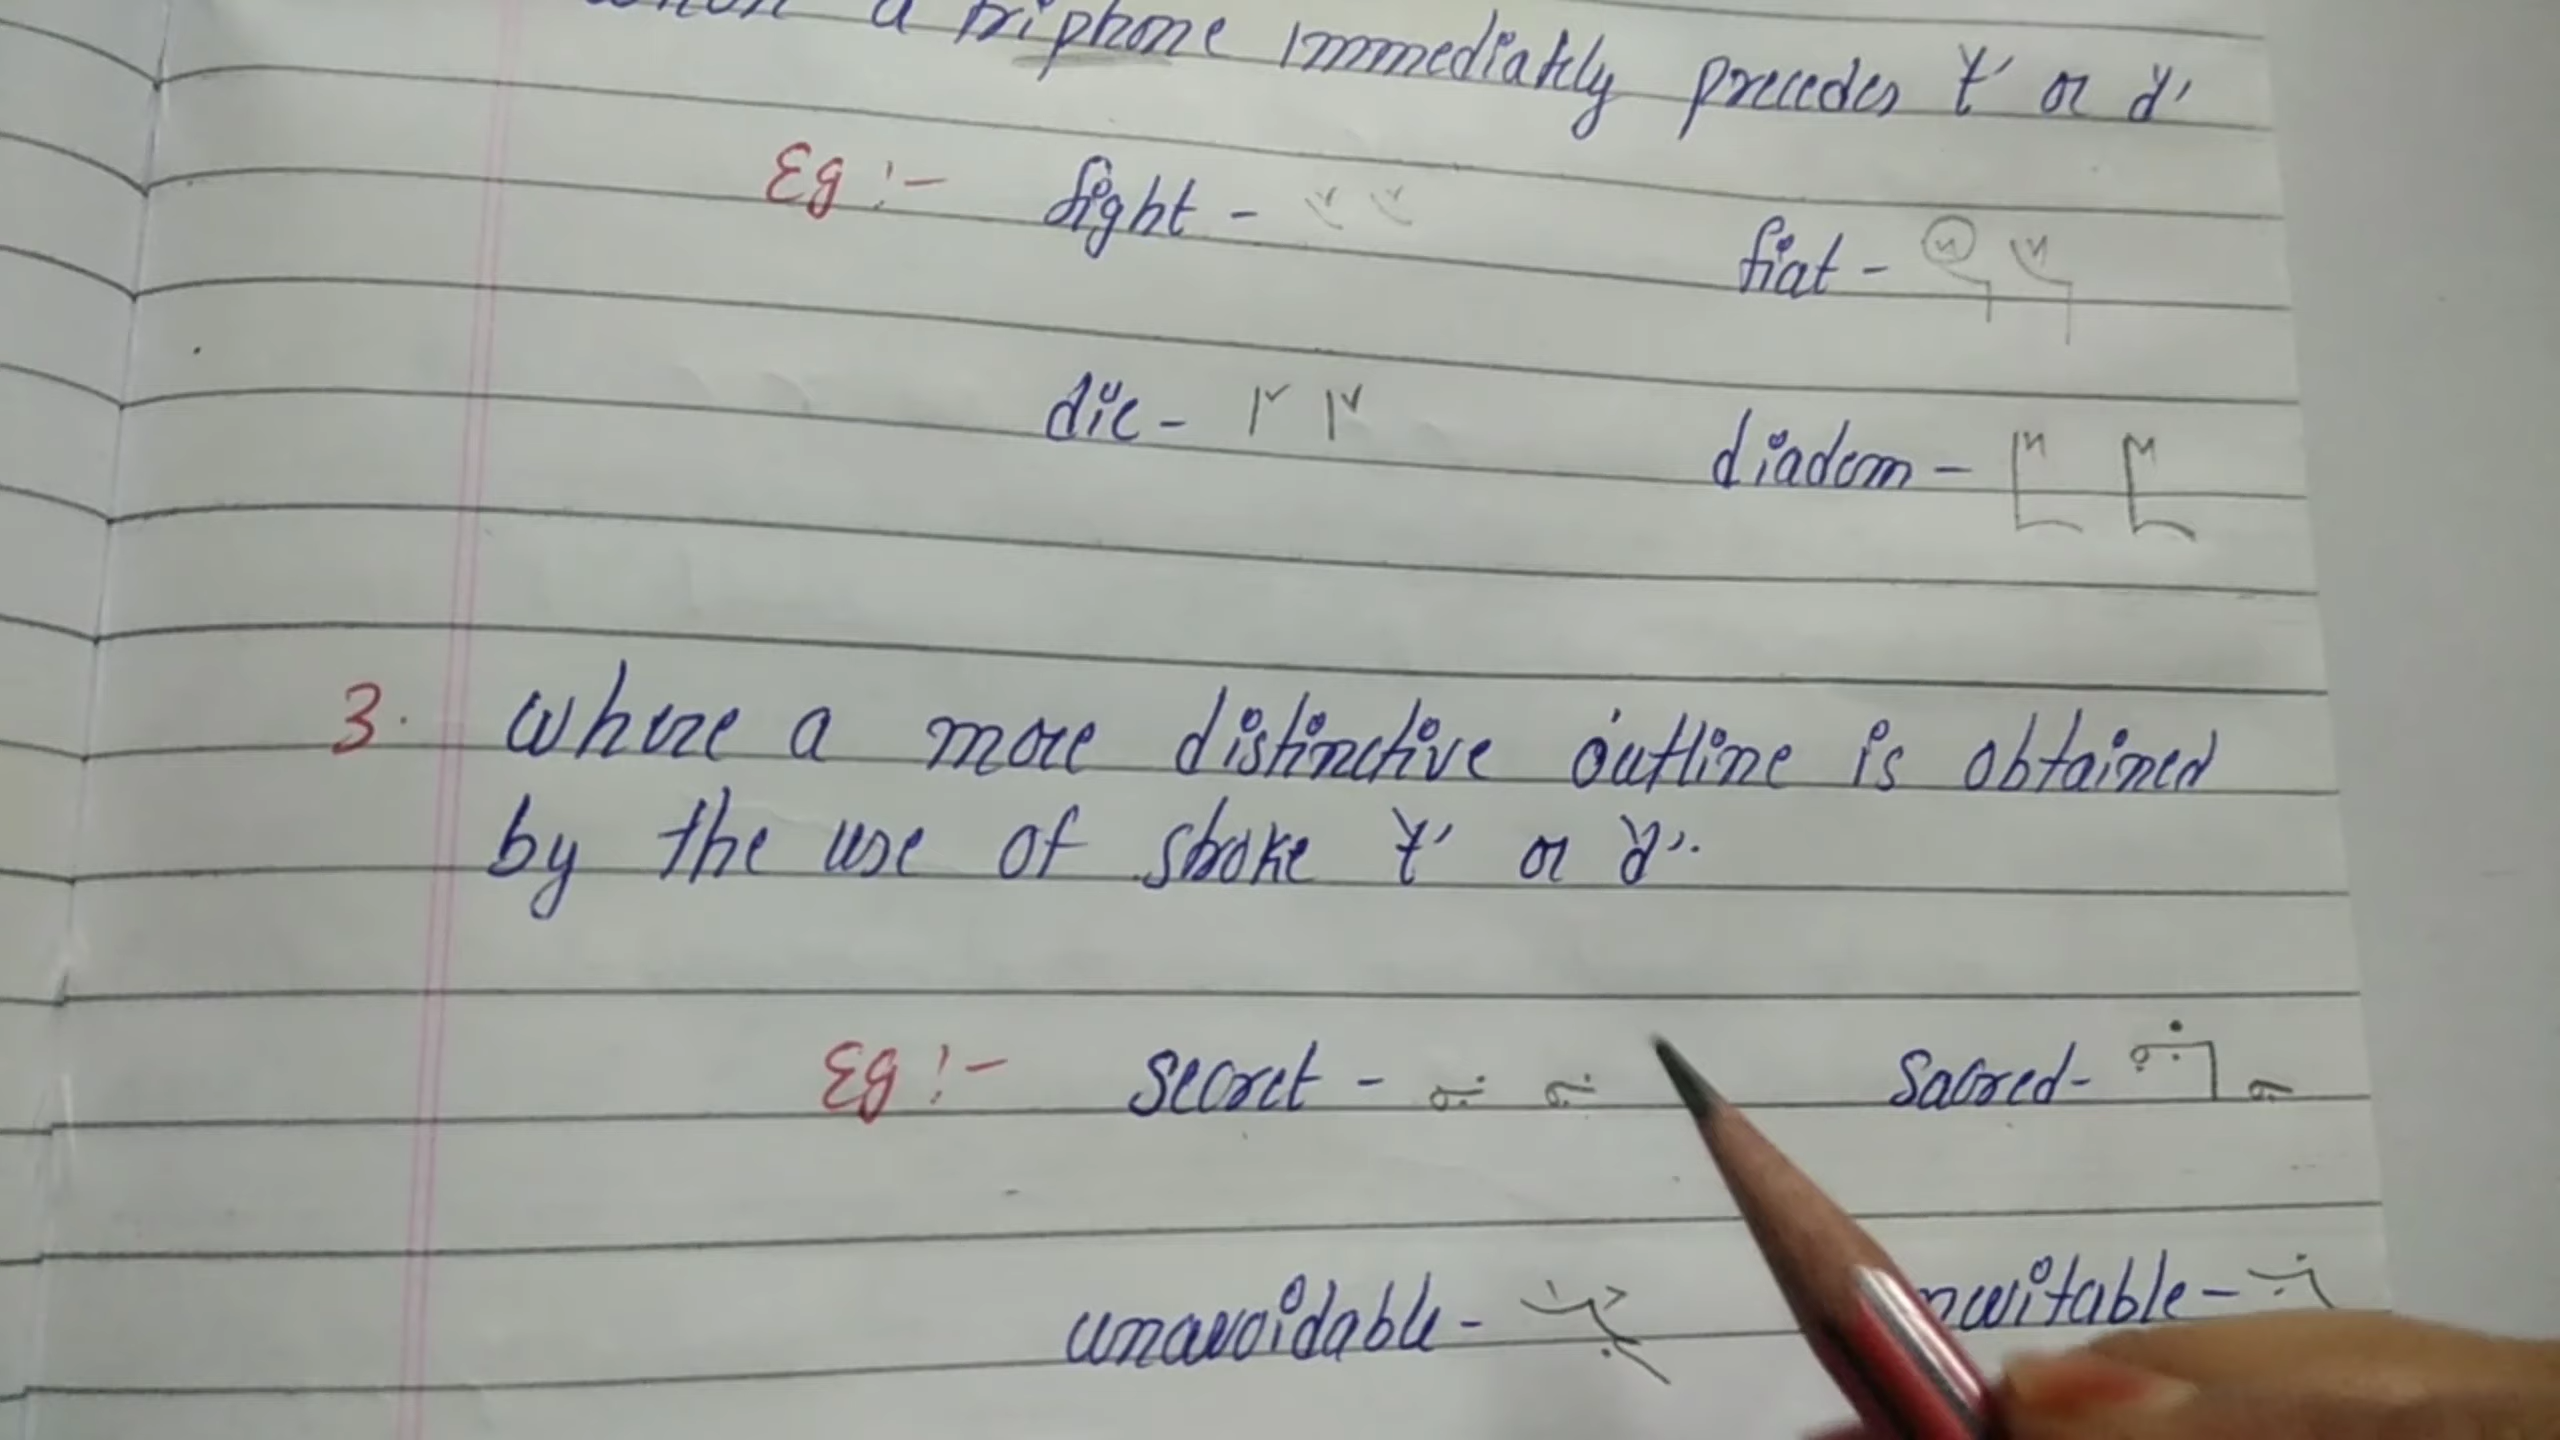 a triphone immediately precedes 't' or 'd'
Eg :- fight - fiat -
die - diadem -
3. Where a more distinctive outline is obtained
by the use of stroke 't' or 'd'.
Eg :- Secret - Sacred -
unavoidable -